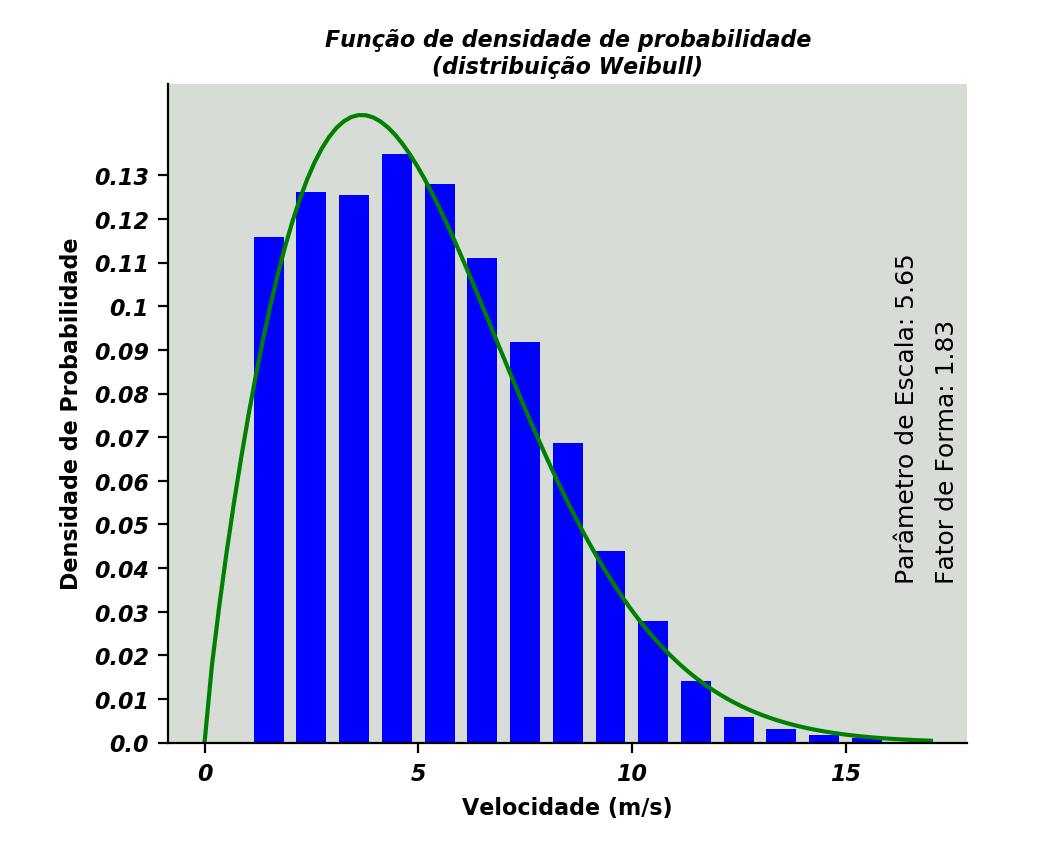 Função de densidade de probabilidade
(distribuição Weibull)
Densidade de Probabilidade
0.13
0.12
0.11
0.1
0.09
0.08
0.07
0.06
0.05
0.04
0.03
0.02
0.01
0.0
Parâmetro de Escala: 5.65
Fator de Forma: 1.83
0 5 10 15
Velocidade (m/s)